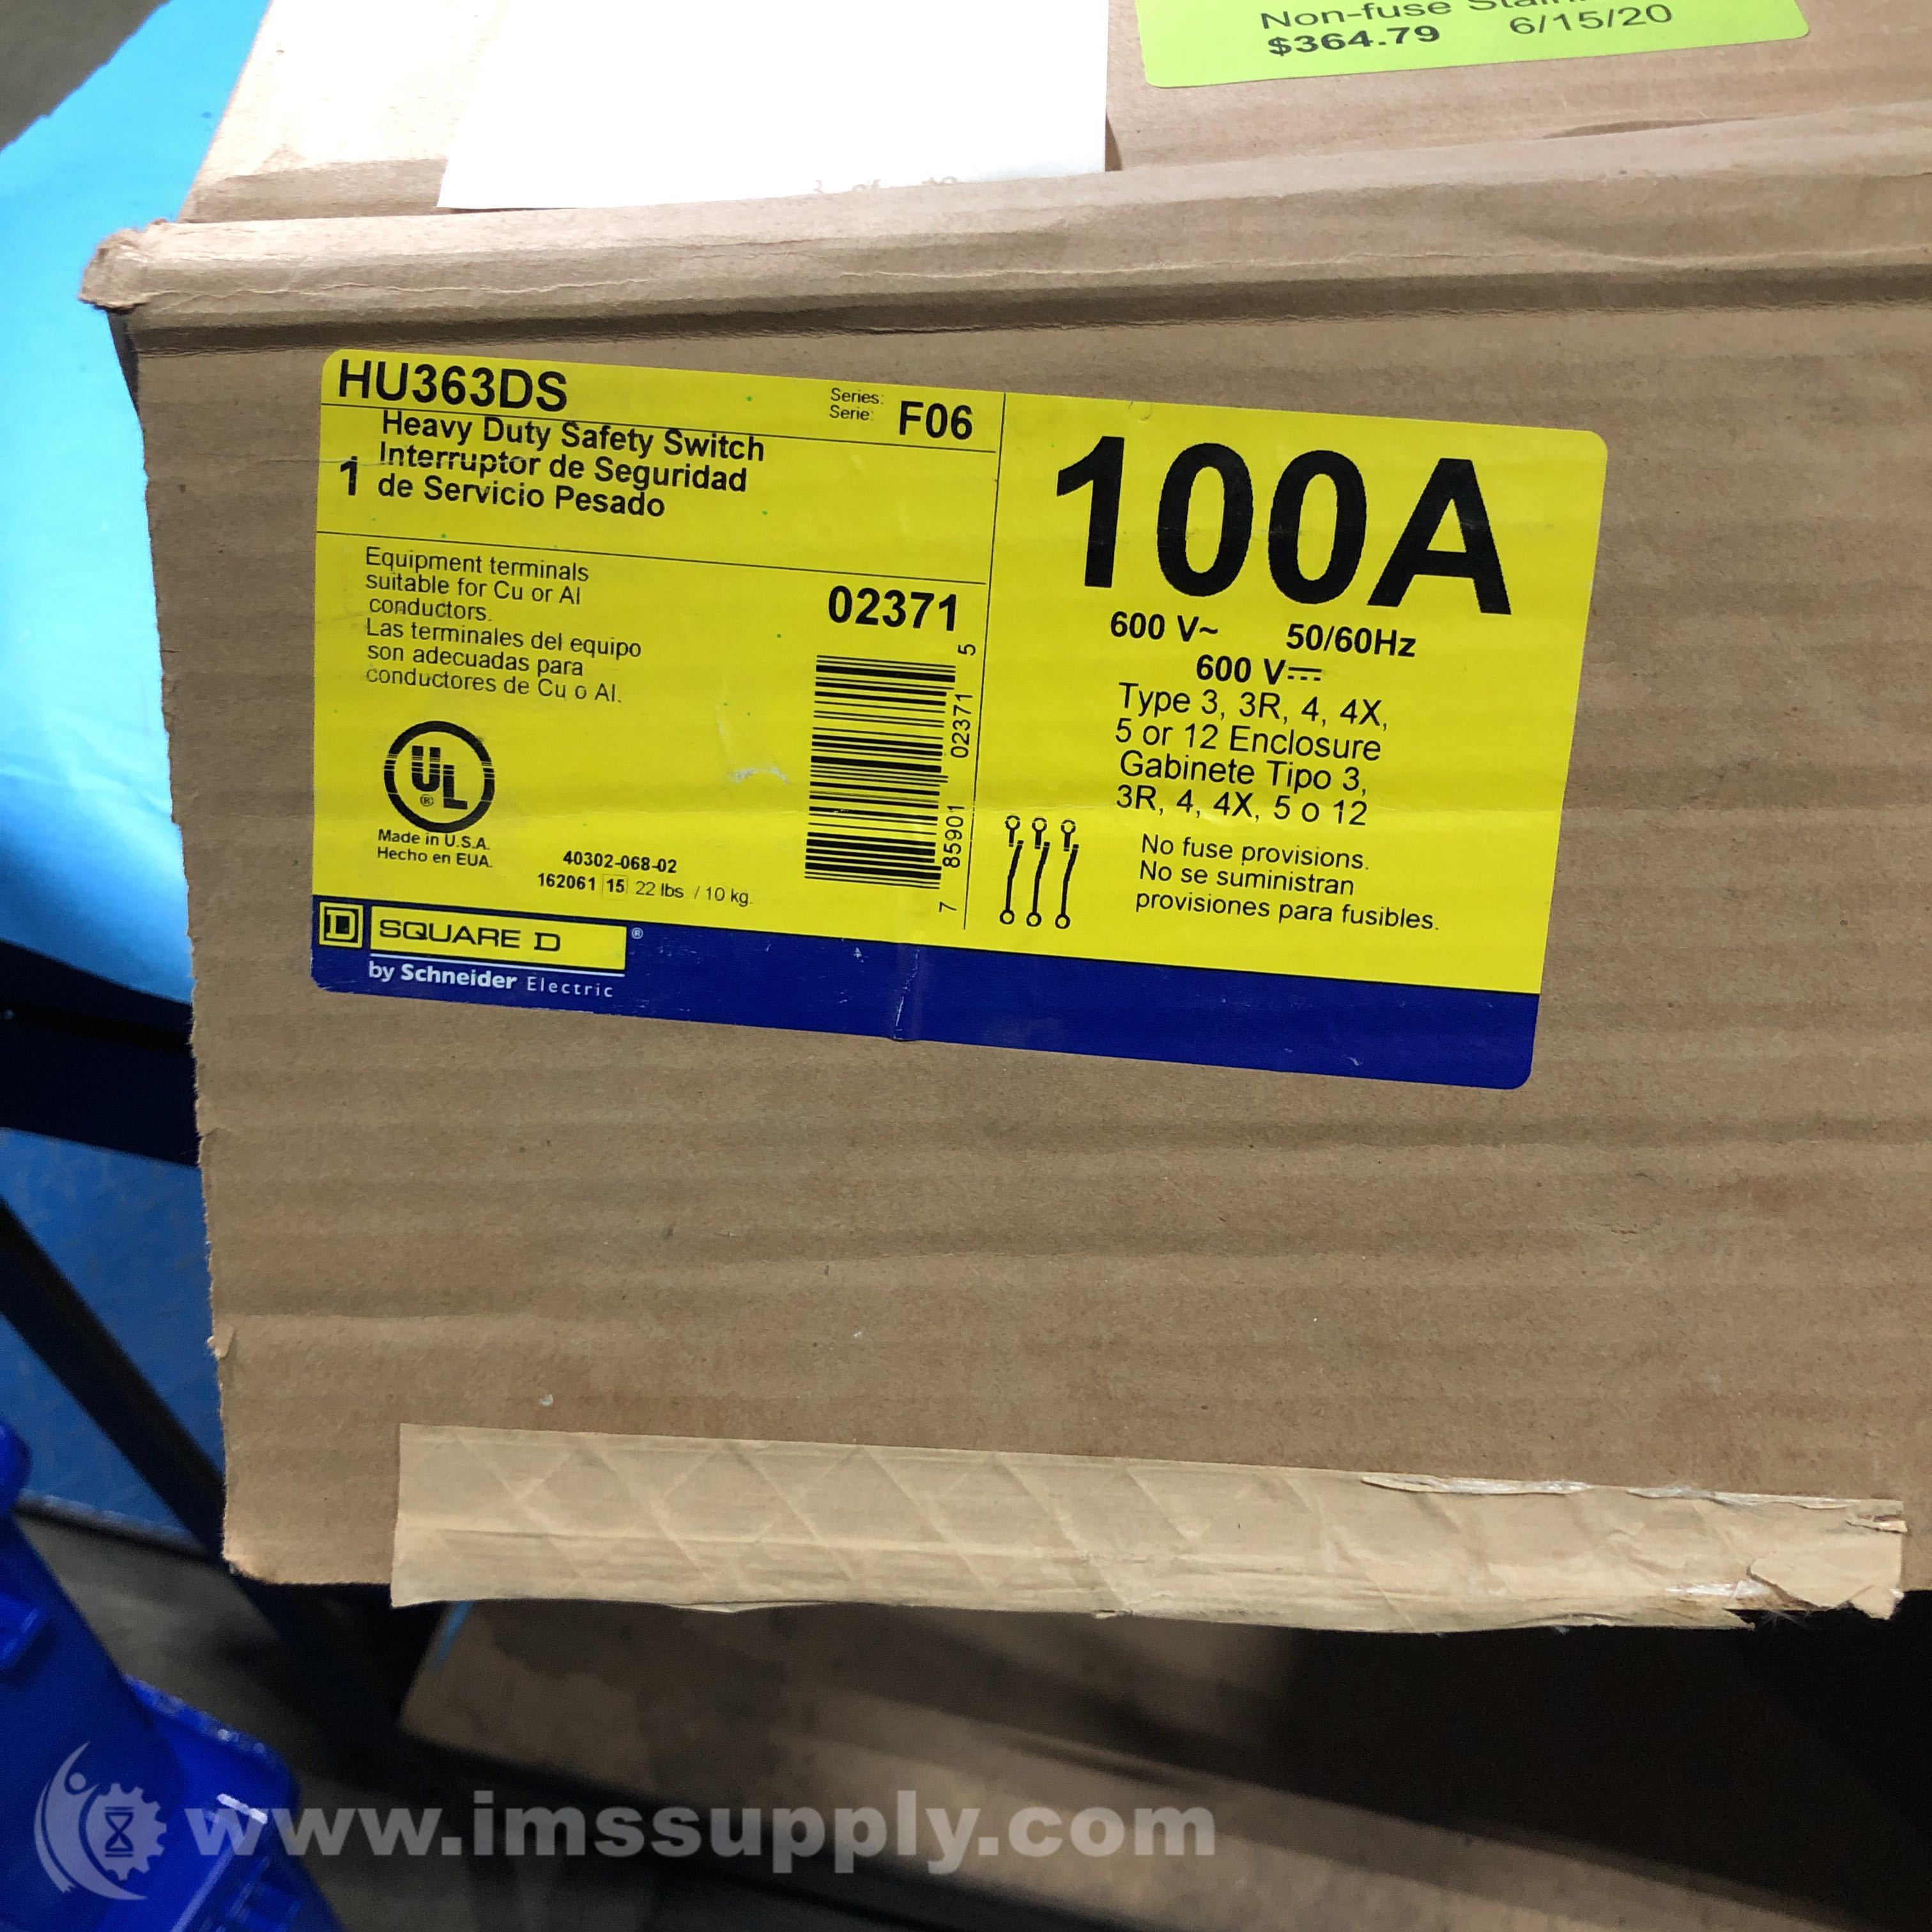 Non-fuse
$364.79 6/15/20
HU363DS
Series:
Serie: F06
1 Heavy Duty Safety Switch
Interruptor de Seguridad
de Servicio Pesado
Equipment terminals
suitable for Cu or Al
conductors.
Las terminales del equipo
son adecuadas para
conductores de Cu o Al.
02371
7 85901 02371 5
UL
®
Made in U.S.A.
Hecho en EUA.
40302-068-02
162061 15 22 lbs / 10 kg.
100A
600 V~ 50/60Hz
600 V⎓
Type 3, 3R, 4, 4X,
5 or 12 Enclosure
Gabinete Tipo 3,
3R, 4, 4X, 5 o 12
No fuse provisions.
No se suministran
provisiones para fusibles.
D SQUARE D ®
by Schneider Electric
www.imssupply.com